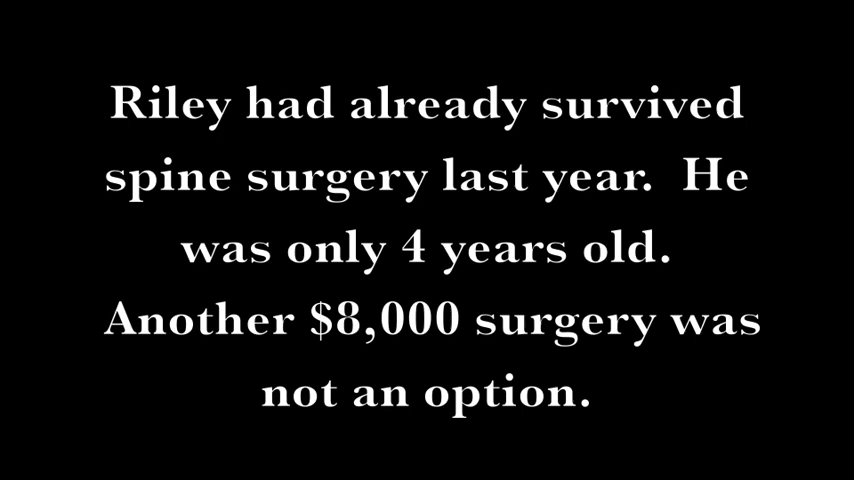 Riley had already survived
spine surgery last year.  He
was only 4 years old.
Another $8,000 surgery was
not an option.